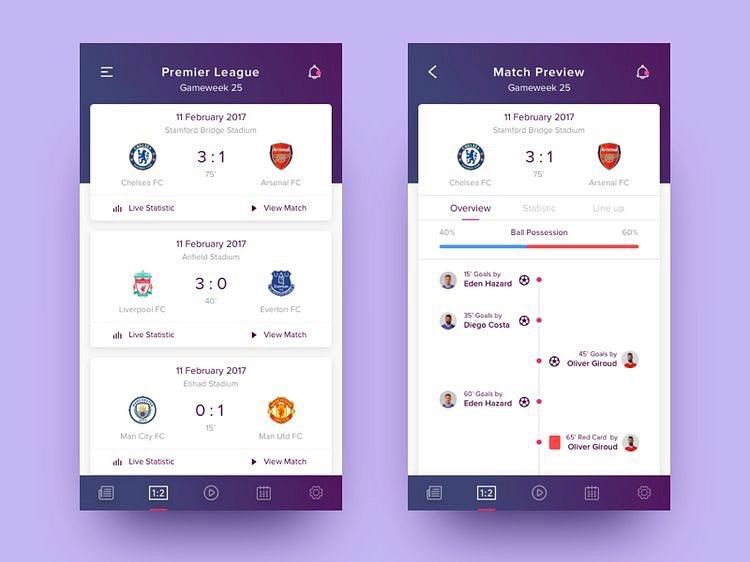 Premier League
Gameweek 25
11 February 2017
Stamford Bridge Stadium
3 : 1
75'
Chelsea FC
Arsenal FC
Live Statistic
View Match
11 February 2017
Anfield Stadium
3 : 0
40'
Liverpool FC
Everton FC
Live Statistic
View Match
11 February 2017
Etihad Stadium
0 : 1
15'
Man City FC
Man Utd FC
Live Statistic
View Match
1:2
Match Preview
Gameweek 25
11 February 2017
Stamford Bridge Stadium
3 : 1
75'
Chelsea FC
Arsenal FC
Overview
Statistic
Line up
40%
Ball Possession
60%
15' Goals by
Eden Hazard
35' Goals by
Diego Costa
45' Goals by
Oliver Giroud
60' Goals by
Eden Hazard
65' Red Card by
Oliver Giroud
1:2